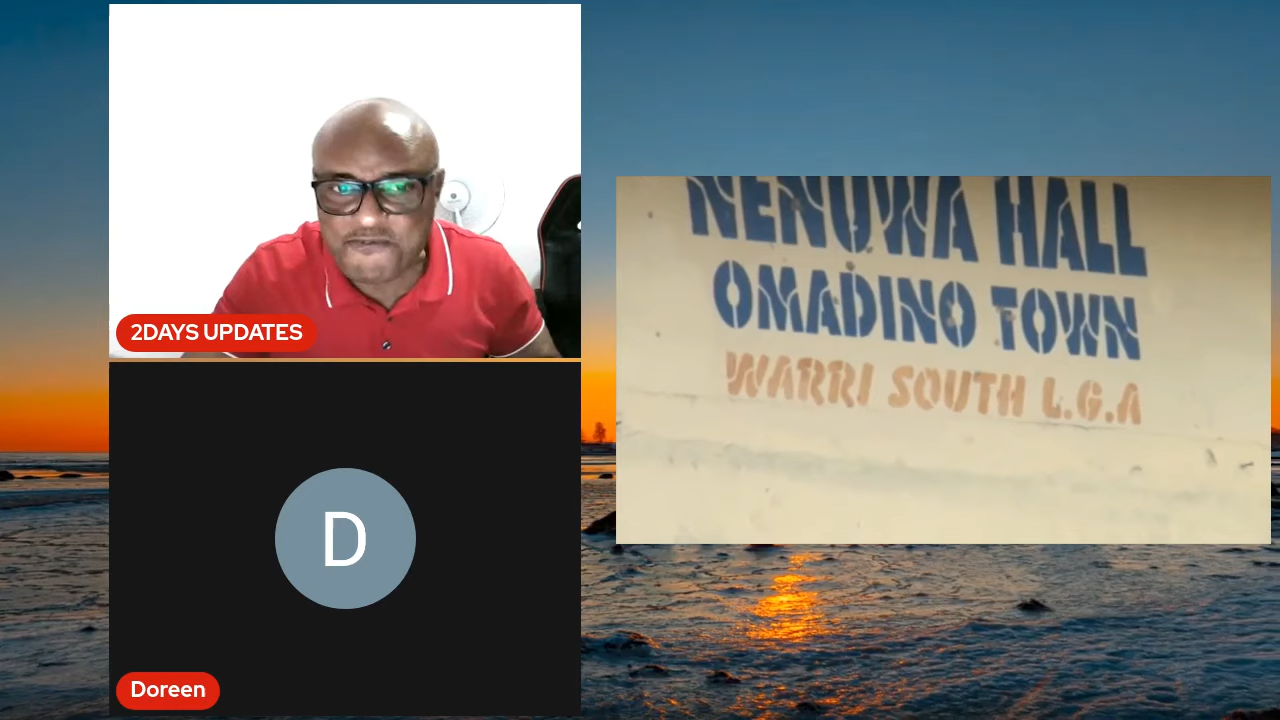 2DAYS UPDATES
D
Doreen
NENUWA HALL
OMADINO TOWN
WARRI SOUTH L.G.A